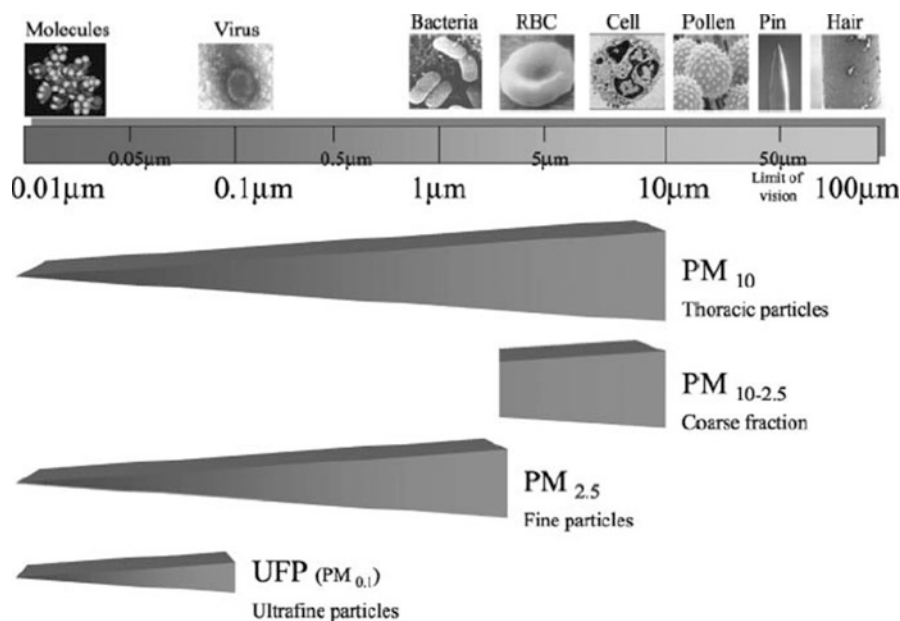 Molecules
Virus
Bacteria
RBC
Cell
Pollen
Pin
Hair
0.05µm
0.5µm
5µm
50µm
0.01µm
0.1µm
1µm
10µm
Limit of
vision
100µm
PM 10
Thoracic particles
PM 10-2.5
Coarse fraction
PM 2.5
Fine particles
UFP (PM 0.1)
Ultrafine particles